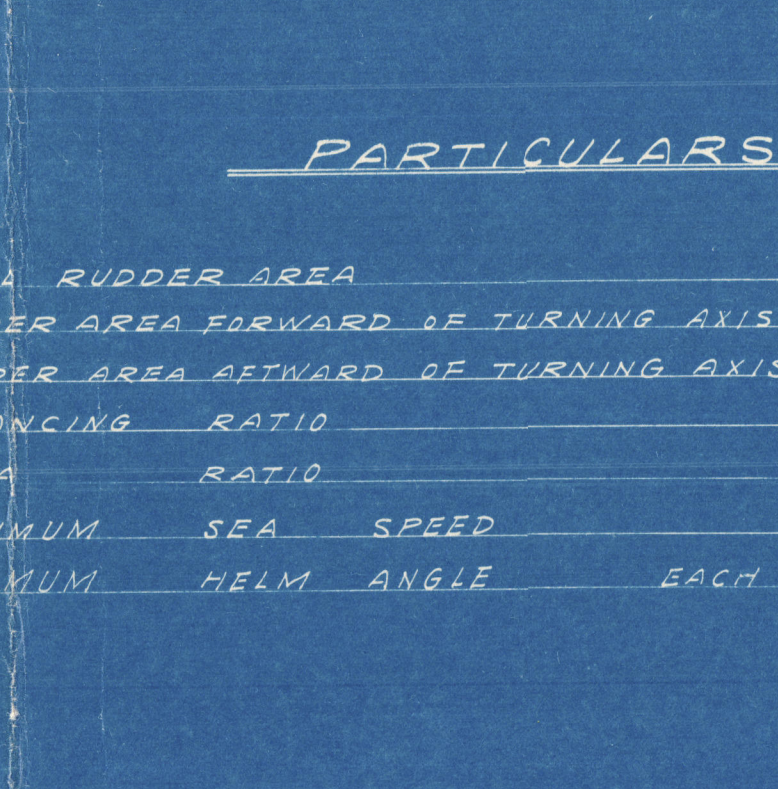 PARTICULARS
RUDDER AREA
ER AREA FORWARD OF TURNING AXIS
ER AREA AFTWARD OF TURNING AXIS
NCING RATIO
A RATIO
MUM SEA SPEED
MUM HELM ANGLE EACH